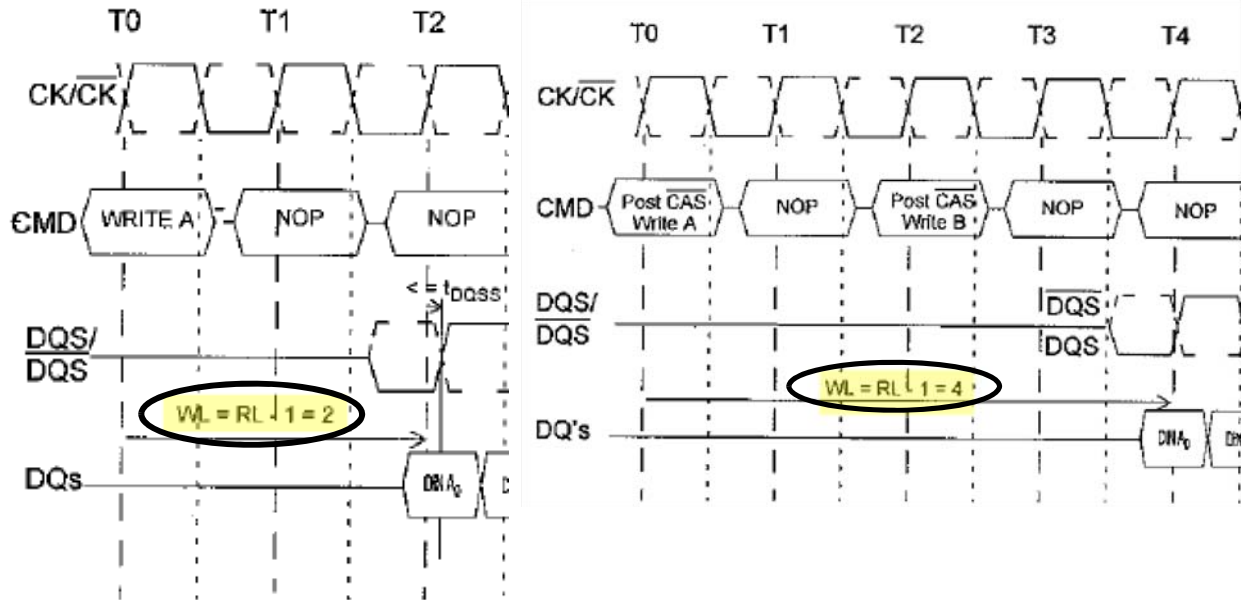 T0 T1 T2
CK/CK
CMD WRITE A NOP NOP
< = tDQSS
DQS/
DQS
WL = RL - 1 = 2
DQs DINA0
T0 T1 T2 T3 T4
CK/CK
CMD Post CAS Write A NOP Post CAS Write B NOP NOP
DQS/ DQS
DQS DQS
WL = RL - 1 = 4
DQ's DINA0